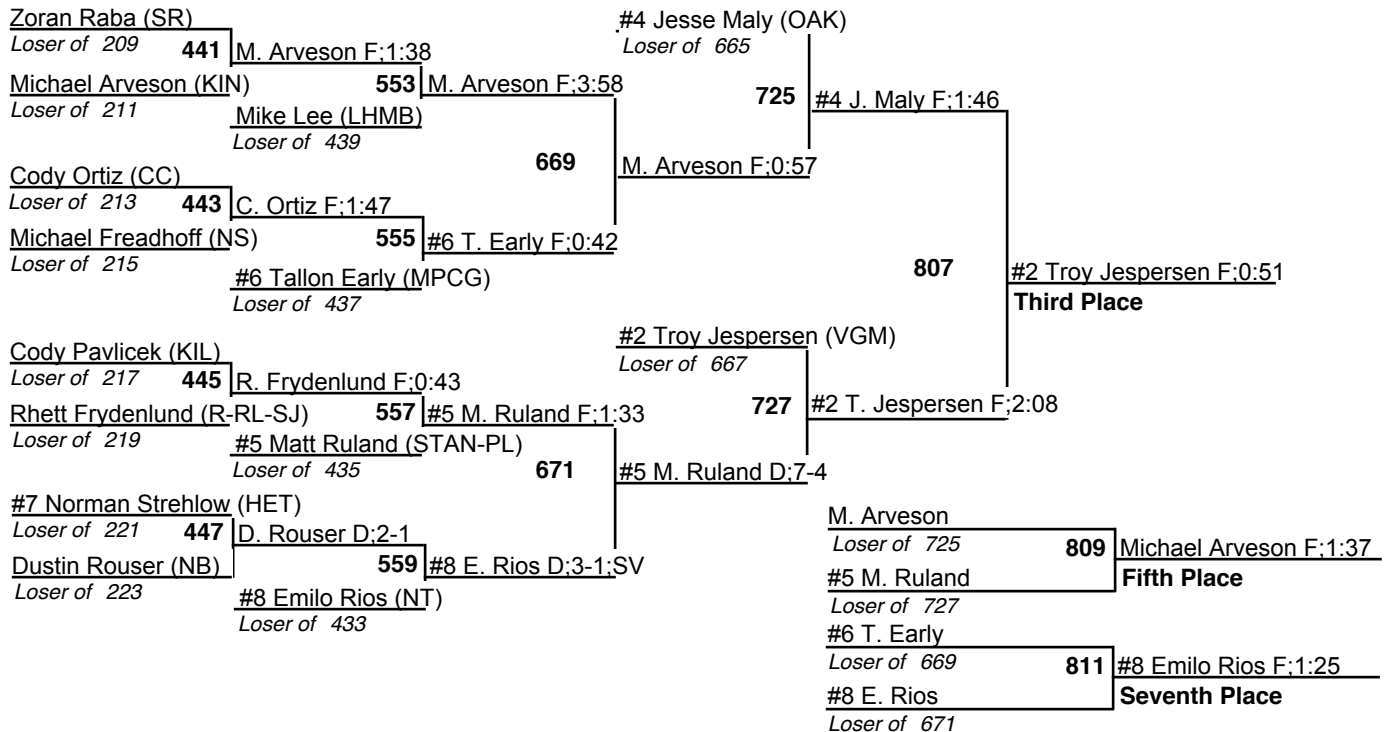 Zoran Raba (SR)
Loser of 209
441
M. Arveson F;1:38
Michael Arveson (KIN)
Loser of 211
553
M. Arveson F;3:58
Mike Lee (LHMB)
Loser of 439
669
M. Arveson F;0:57
Cody Ortiz (CC)
Loser of 213
443
C. Ortiz F;1:47
Michael Freadhoff (NS)
Loser of 215
555
#6 T. Early F;0:42
#6 Tallon Early (MPCG)
Loser of 437
#4 Jesse Maly (OAK)
Loser of 665
725
#4 J. Maly F;1:46
807
#2 Troy Jespersen F;0:51
Third Place
Cody Pavlicek (KIL)
Loser of 217
445
R. Frydenlund F;0:43
Rhett Frydenlund (R-RL-SJ)
Loser of 219
557
#5 M. Ruland F;1:33
#5 Matt Ruland (STAN-PL)
Loser of 435
671
#5 M. Ruland D;7-4
#7 Norman Strehlow (HET)
Loser of 221
447
D. Rouser D;2-1
Dustin Rouser (NB)
Loser of 223
559
#8 E. Rios D;3-1;SV
#8 Emilo Rios (NT)
Loser of 433
#2 Troy Jespersen (VGM)
Loser of 667
727
#2 T. Jespersen F;2:08
M. Arveson
Loser of 725
809
Michael Arveson F;1:37
#5 M. Ruland
Fifth Place
Loser of 727
#6 T. Early
Loser of 669
811
#8 Emilo Rios F;1:25
#8 E. Rios
Seventh Place
Loser of 671